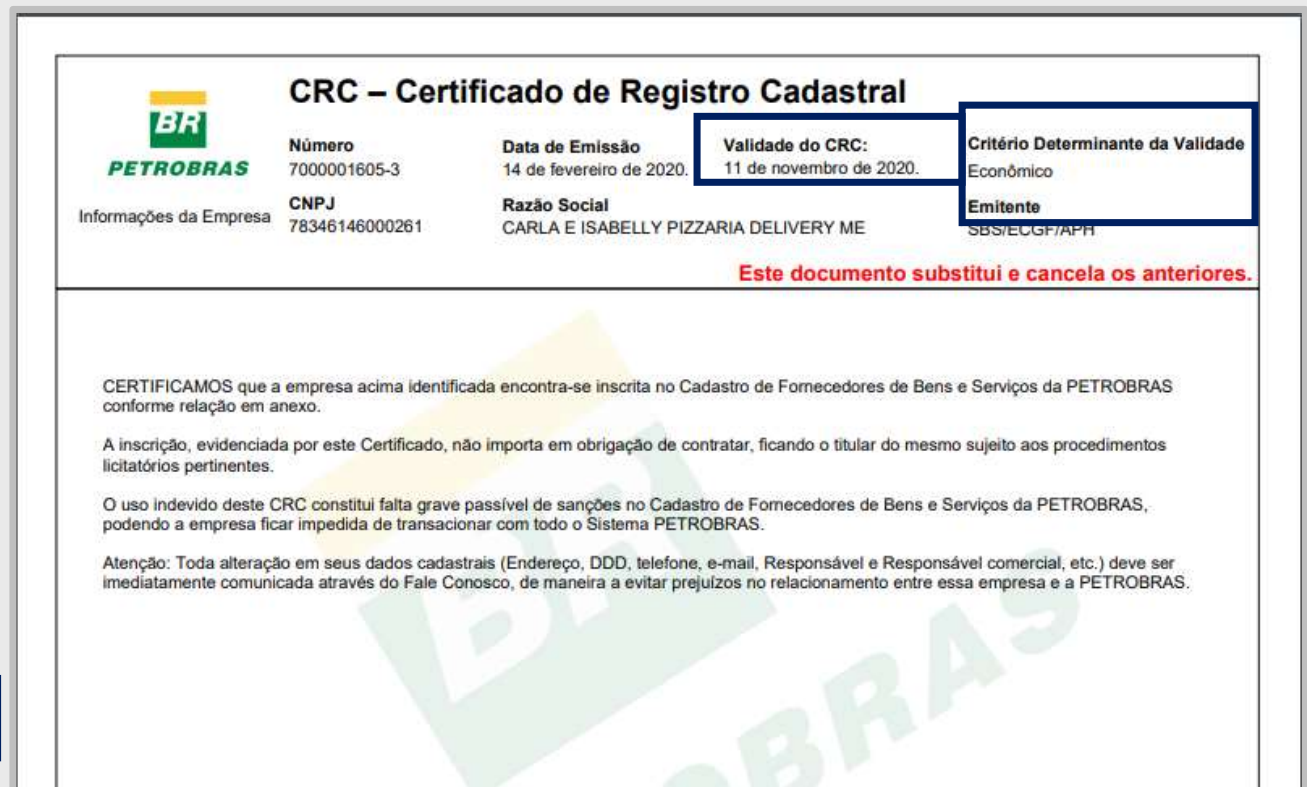 CRC – Certificado de Registro Cadastral
BR
PETROBRAS
Número
7000001605-3
Data de Emissão
14 de fevereiro de 2020.
Validade do CRC:
11 de novembro de 2020.
Critério Determinante da Validade
Econômico
Informações da Empresa
CNPJ
78346146000261
Razão Social
CARLA E ISABELLY PIZZARIA DELIVERY ME
Emitente
SBS/ECGF/APH
Este documento substitui e cancela os anteriores.
CERTIFICAMOS que a empresa acima identificada encontra-se inscrita no Cadastro de Fornecedores de Bens e Serviços da PETROBRAS
conforme relação em anexo.
A inscrição, evidenciada por este Certificado, não importa em obrigação de contratar, ficando o titular do mesmo sujeito aos procedimentos
licitatórios pertinentes.
O uso indevido deste CRC constitui falta grave passível de sanções no Cadastro de Fornecedores de Bens e Serviços da PETROBRAS,
podendo a empresa ficar impedida de transacionar com todo o Sistema PETROBRAS.
Atenção: Toda alteração em seus dados cadastrais (Endereço, DDD, telefone, e-mail, Responsável e Responsável comercial, etc.) deve ser
imediatamente comunicada através do Fale Conosco, de maneira a evitar prejuízos no relacionamento entre essa empresa e a PETROBRAS.
BR
OBRAS